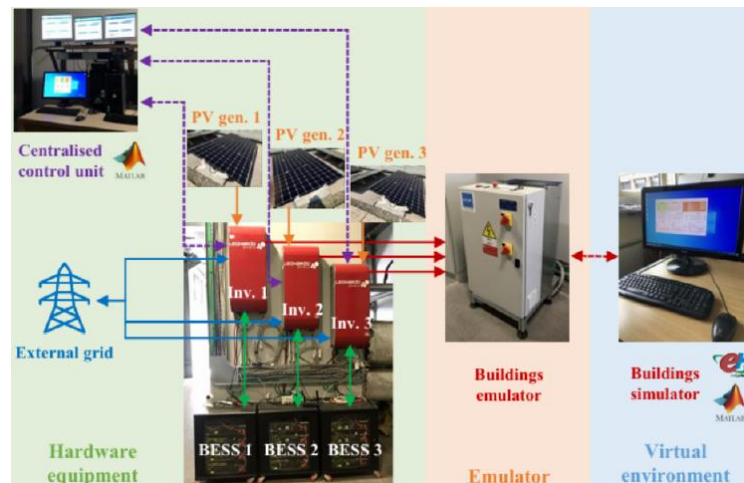 PV gen. 1
PV gen. 2
PV gen. 3
Centralised
control unit
MATLAB
Inv. 1
Inv. 2
Inv. 3
External grid
Buildings
emulator
Buildings
simulator
MATLAB
BESS 1
BESS 2
BESS 3
Hardware
equipment
Emulator
Virtual
environment